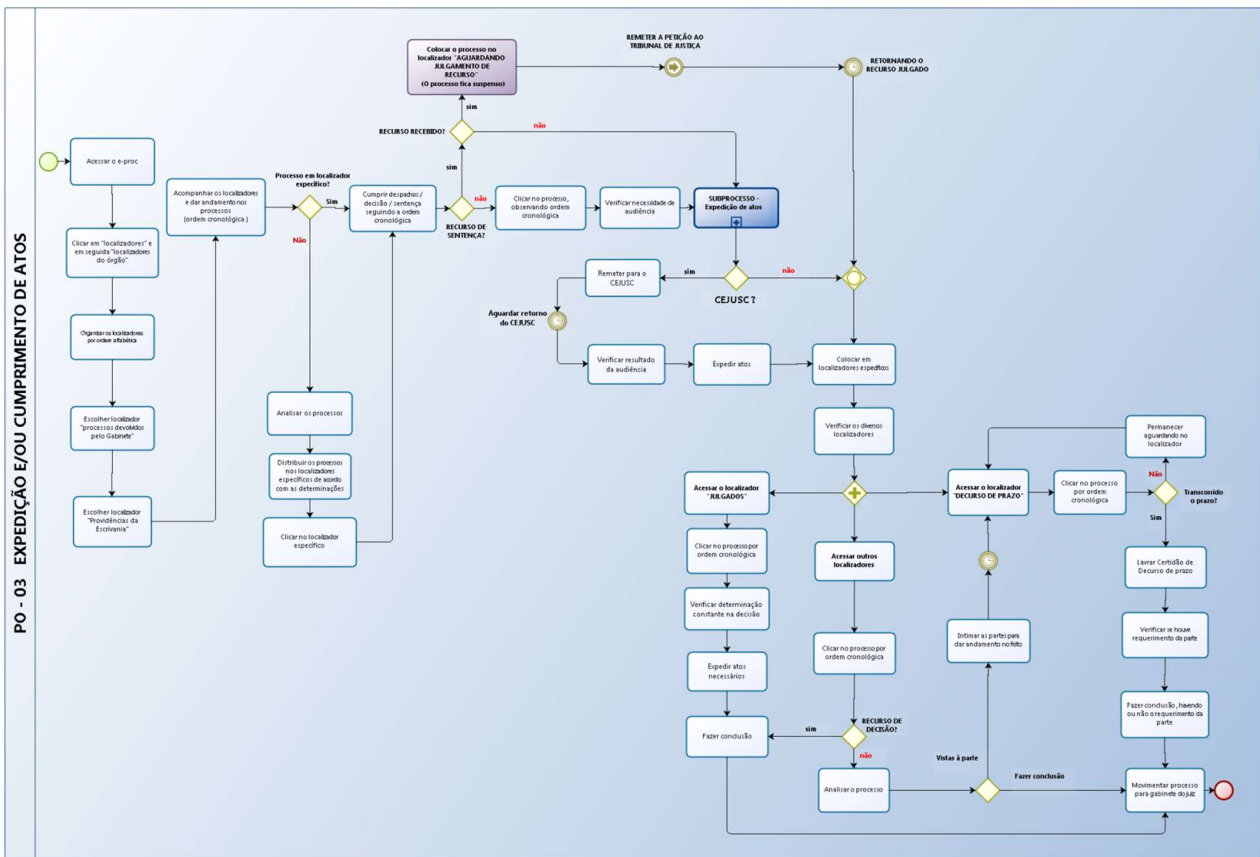 PO - 03 EXPEDIÇÃO E/OU CUMPRIMENTO DE ATOS
Acessar o e-proc
Clicar em "localizadores" e
em seguida "localizadores
do órgão"
Organizar os localizadores
por ordem alfabética
Escolher localizador
"processos devolvidos
pelo Gabinete"
Escolher localizador
"Providências da
Escrivania"
Acompanhar os localizadores
e dar andamento nos
processos
(ordem cronológica )
Processo em localizador
específico?
Sim
Não
Analisar os processos
Distribuir os processos
nos localizadores
específicos de acordo
com as determinações
Clicar no localizador
específico
Cumprir despachos /
decisão / sentença
seguindo a ordem
cronológica
RECURSO DE
SENTENÇA?
sim
não
RECURSO RECEBIDO?
sim
não
Colocar o processo no
localizador "AGUARDANDO
JULGAMENTO DE
RECURSO"
(O processo fica suspenso)
REMETER A PETIÇÃO AO
TRIBUNAL DE JUSTIÇA
RETORNANDO O
RECURSO JULGADO
Clicar no processo,
observando ordem
cronológica
Verificar necessidade de
audiência
SUBPROCESSO -
Expedição de atos
CEJUSC ?
sim
não
Remeter para o
CEJUSC
Aguardar retorno
do CEJUSC
Verificar resultado
da audiência
Expedir atos
Colocar em
localizadores específicos
Verificar os diversos
localizadores
Acessar o localizador
"JULGADOS"
Clicar no processo por
ordem cronológica
Verificar determinação
constante na decisão
Expedir atos
necessários
Fazer conclusão
Acessar outros
localizadores
Clicar no processo por
ordem cronológica
RECURSO DE
DECISÃO?
sim
não
Analisar o processo
Vistas à parte
Fazer conclusão
Intimar as partes para
dar andamento no feito
Acessar o localizador
"DECURSO DE PRAZO"
Clicar no processo
por ordem
cronológica
Transcorrido
o prazo?
Não
Permanecer
aguardando no
localizador
Sim
Lavrar Certidão de
Decurso de prazo
Verificar se houve
requerimento da parte
Fazer conclusão, havendo
ou não o requerimento da
parte
Movimentar processo
para gabinete do juiz